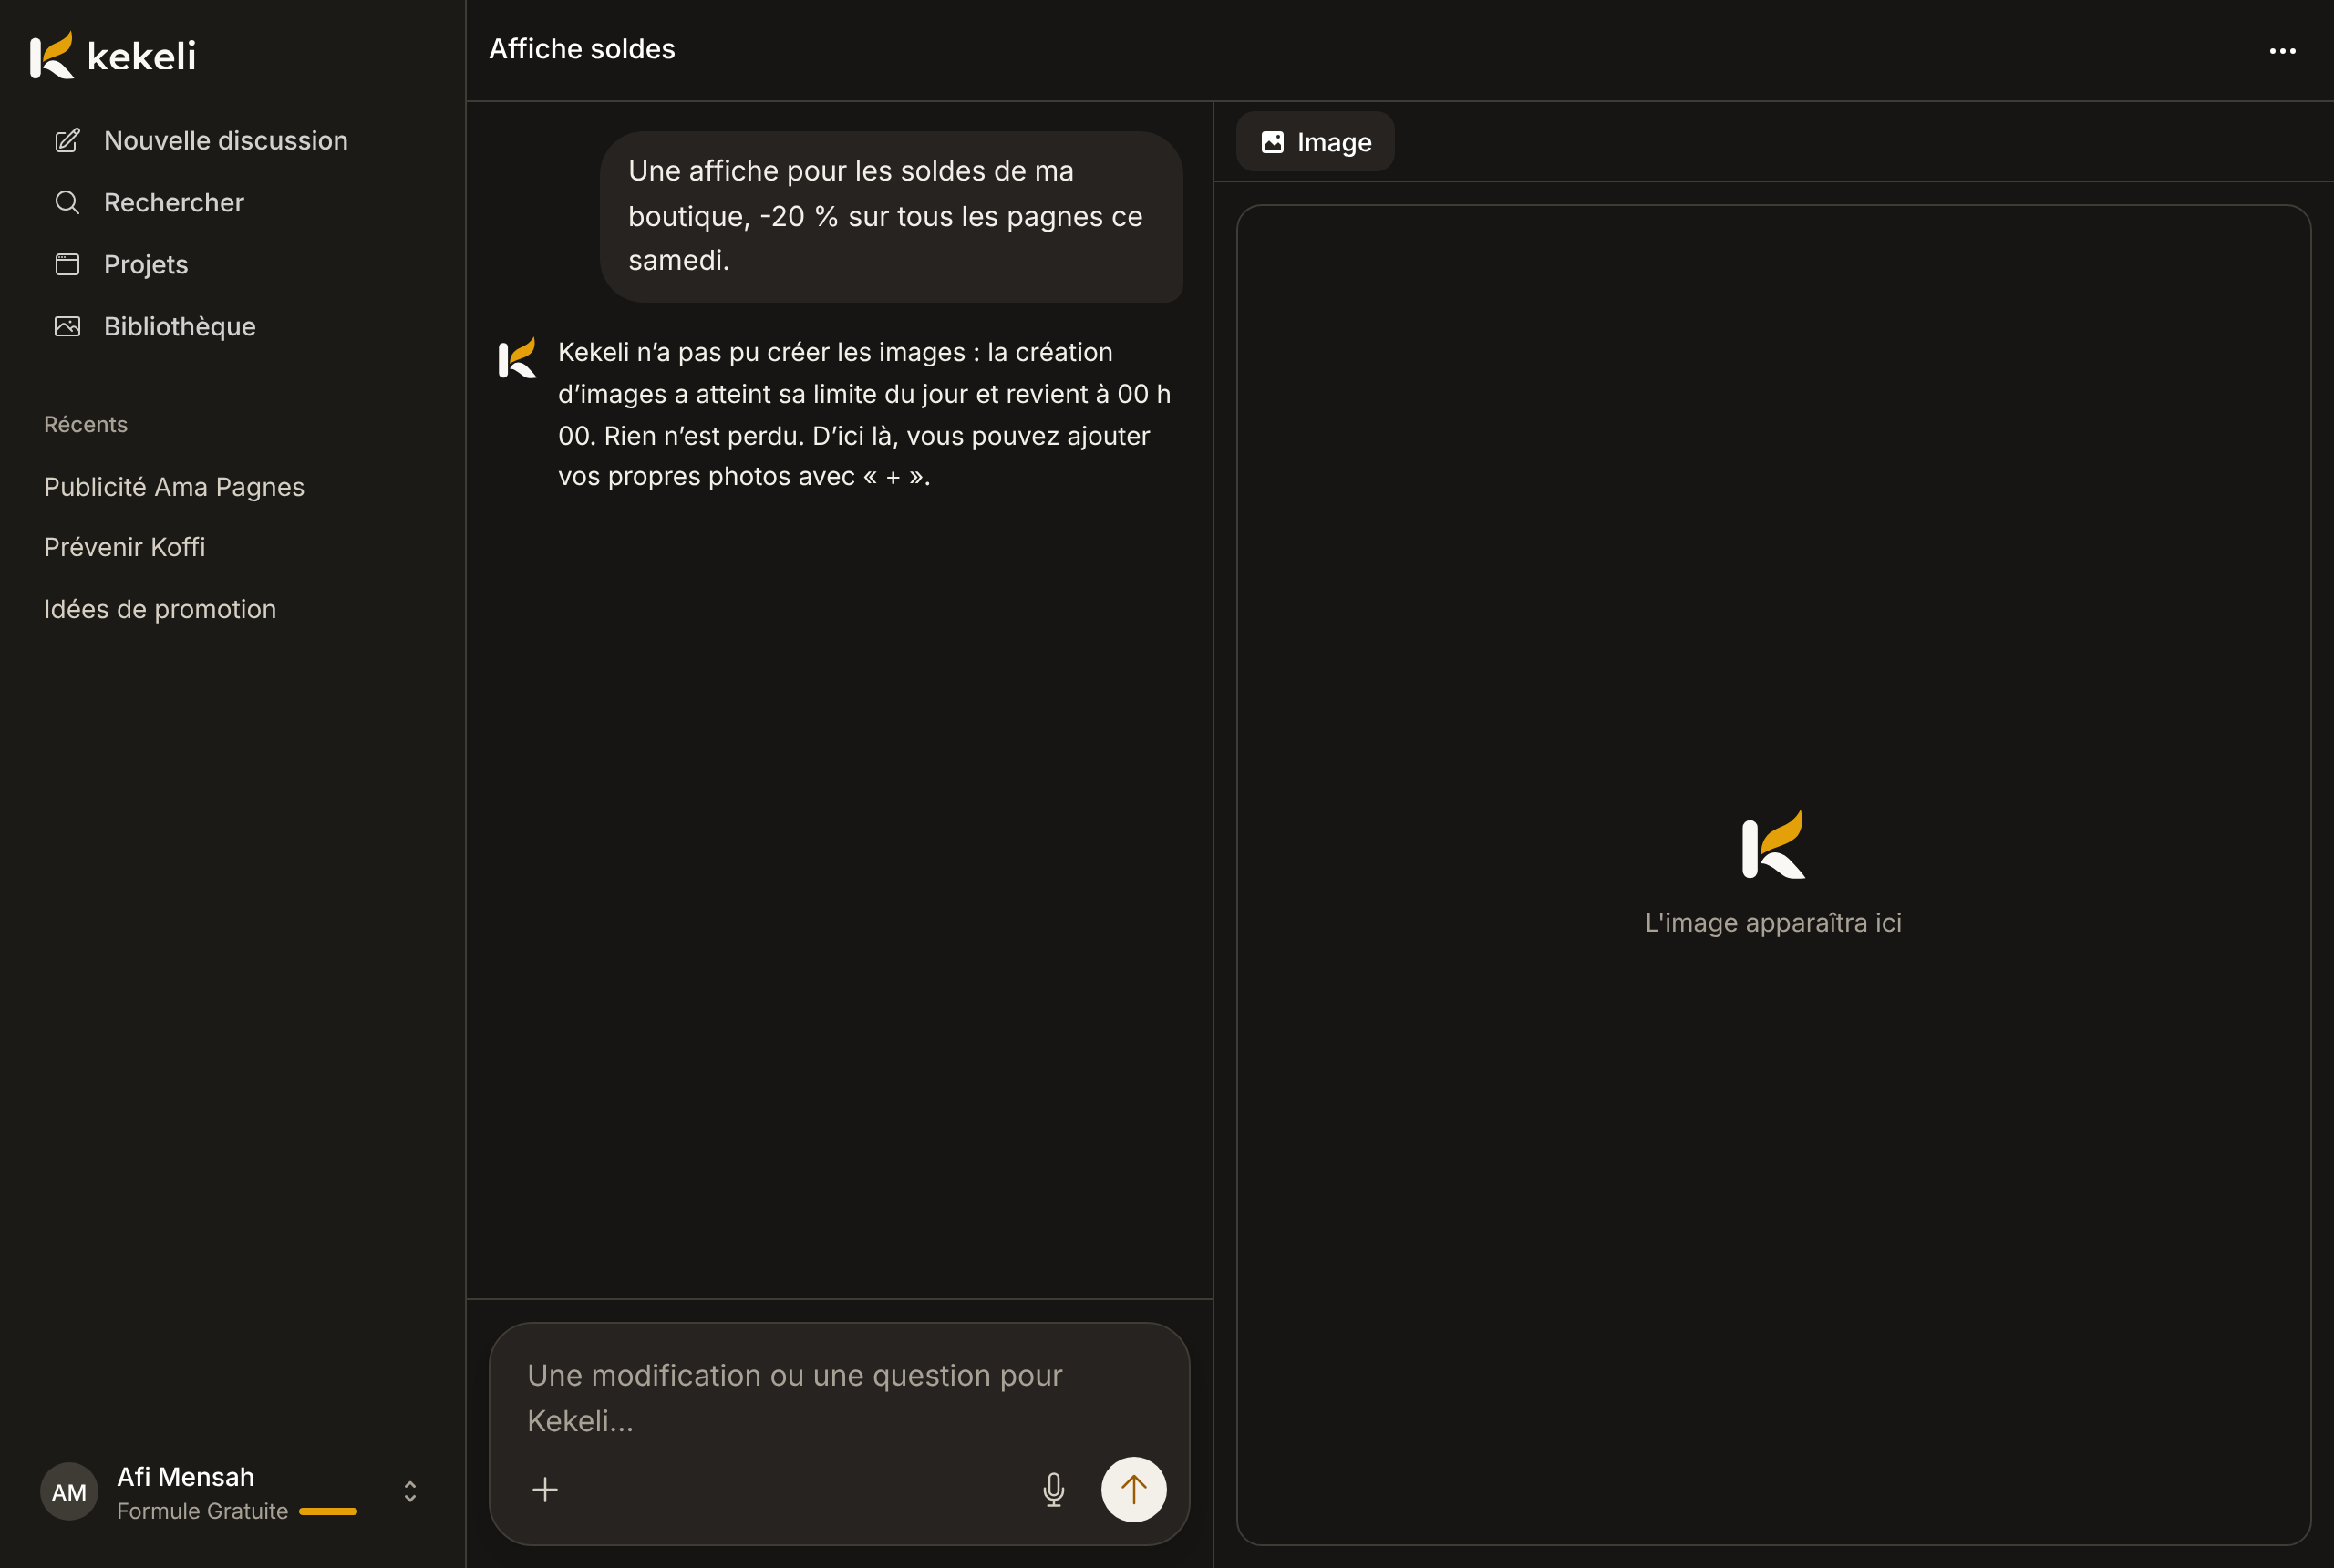 kekeli
Nouvelle discussion
Rechercher
Projets
Bibliothèque
Récents
Publicité Ama Pagnes
Prévenir Koffi
Idées de promotion
AM
Afi Mensah
Formule Gratuite
Affiche soldes
Une affiche pour les soldes de ma
boutique, -20 % sur tous les pagnes ce
samedi.
Kekeli n’a pas pu créer les images : la création
d’images a atteint sa limite du jour et revient à 00 h
00. Rien n’est perdu. D’ici là, vous pouvez ajouter
vos propres photos avec « + ».
Une modification ou une question pour
Kekeli...
Image
L'image apparaîtra ici